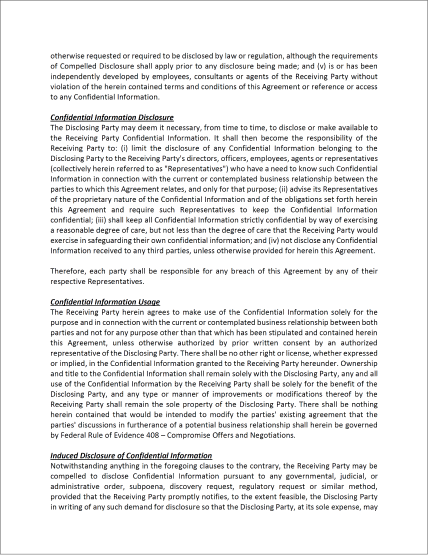 otherwise requested or required to be disclosed by law or regulation, although the requirements
of Compelled Disclosure shall apply prior to any disclosure being made; and (v) is or has been
independently developed by employees, consultants or agents of the Receiving Party without
violation of the herein contained terms and conditions of this Agreement or reference or access
to any Confidential Information.
Confidential Information Disclosure
The Disclosing Party may deem it necessary, from time to time, to disclose or make available to
the Receiving Party Confidential Information. It shall then become the responsibility of the
Receiving Party to: (i) limit the disclosure of any Confidential Information belonging to the
Disclosing Party to the Receiving Party's directors, officers, employees, agents or representatives
(collectively herein referred to as "Representatives") who have a need to know such Confidential
Information in connection with the current or contemplated business relationship between the
parties to which this Agreement relates, and only for that purpose; (ii) advise its Representatives
of the proprietary nature of the Confidential Information and of the obligations set forth herein
this Agreement and require such Representatives to keep the Confidential Information
confidential; (iii) shall keep all Confidential Information strictly confidential by way of exercising
a reasonable degree of care, but not less than the degree of care that the Receiving Party would
exercise in safeguarding their own confidential information; and (iv) not disclose any Confidential
Information received to any third parties, unless otherwise provided for herein this Agreement.
Therefore, each party shall be responsible for any breach of this Agreement by any of their
respective Representatives.
Confidential Information Usage
The Receiving Party herein agrees to make use of the Confidential Information solely for the
purpose and in connection with the current or contemplated business relationship between both
parties and not for any purpose other than that which has been stipulated and contained herein
this Agreement, unless otherwise authorized by prior written consent by an authorized
representative of the Disclosing Party. There shall be no other right or license, whether expressed
or implied, in the Confidential Information granted to the Receiving Party hereunder. Ownership
and title to the Confidential Information shall remain solely with the Disclosing Party, any and all
use of the Confidential Information by the Receiving Party shall be solely for the benefit of the
Disclosing Party, and any type or manner of improvements or modifications thereof by the
Receiving Party shall remain the sole property of the Disclosing Party. There shall be nothing
herein contained that would be intended to modify the parties' existing agreement that the
parties' discussions in furtherance of a potential business relationship shall herein be governed
by Federal Rule of Evidence 408 – Compromise Offers and Negotiations.
Induced Disclosure of Confidential Information
Notwithstanding anything in the foregoing clauses to the contrary, the Receiving Party may be
compelled to disclose Confidential Information pursuant to any governmental, judicial, or
administrative order, subpoena, discovery request, regulatory request or similar method,
provided that the Receiving Party promptly notifies, to the extent feasible, the Disclosing Party
in writing of any such demand for disclosure so that the Disclosing Party, at its sole expense, may